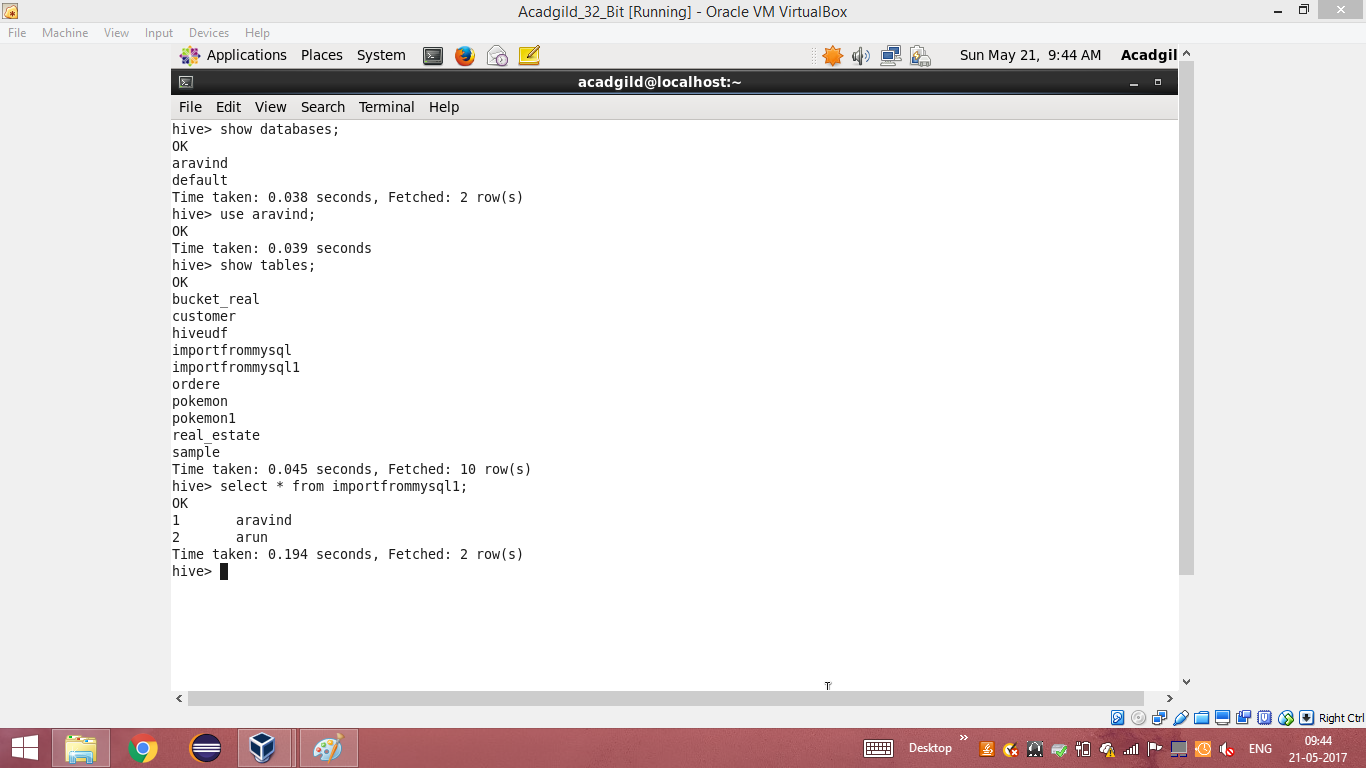 Acadgild_32_Bit [Running] - Oracle VM VirtualBox
File Machine View Input Devices Help
Applications Places System Sun May 21, 9:44 AM Acadgil
acadgild@localhost:~
File Edit View Search Terminal Help
hive> show databases;
OK
aravind
default
Time taken: 0.038 seconds, Fetched: 2 row(s)
hive> use aravind;
OK
Time taken: 0.039 seconds
hive> show tables;
OK
bucket_real
customer
hiveudf
importfrommysql
importfrommysql1
ordere
pokemon
pokemon1
real_estate
sample
Time taken: 0.045 seconds, Fetched: 10 row(s)
hive> select * from importfrommysql1;
OK
1 aravind
2 arun
Time taken: 0.194 seconds, Fetched: 2 row(s)
hive>
Right Ctrl
Desktop ENG 09:44
21-05-2017